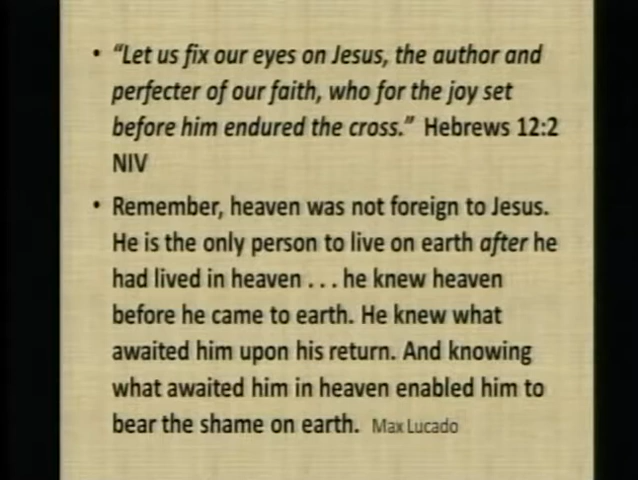 • “Let us fix our eyes on Jesus, the author and
perfecter of our faith, who for the joy set
before him endured the cross.” Hebrews 12:2
NIV
• Remember, heaven was not foreign to Jesus.
He is the only person to live on earth after he
had lived in heaven . . . he knew heaven
before he came to earth. He knew what
awaited him upon his return. And knowing
what awaited him in heaven enabled him to
bear the shame on earth. Max Lucado